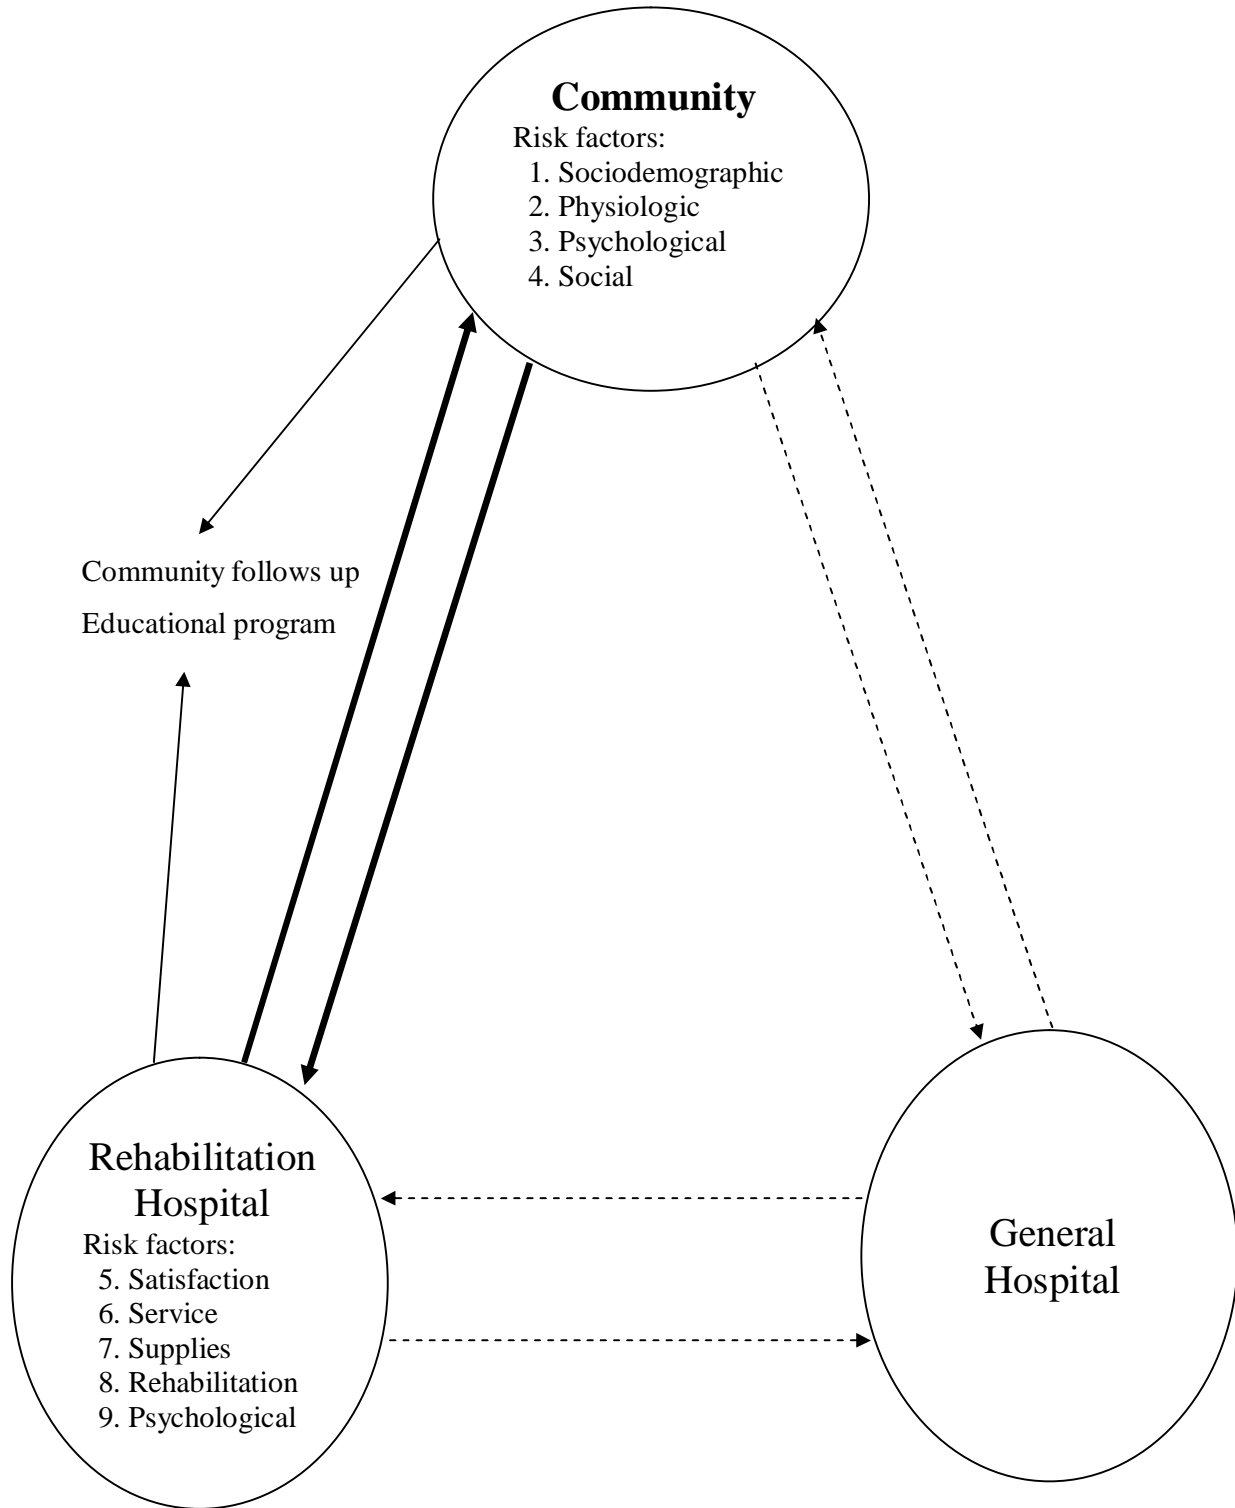 Community
Risk factors:
1. Sociodemographic
2. Physiologic
3. Psychological
4. Social
Community follows up
Educational program
Rehabilitation
Hospital
Risk factors:
5. Satisfaction
6. Service
7. Supplies
8. Rehabilitation
9. Psychological
General
Hospital